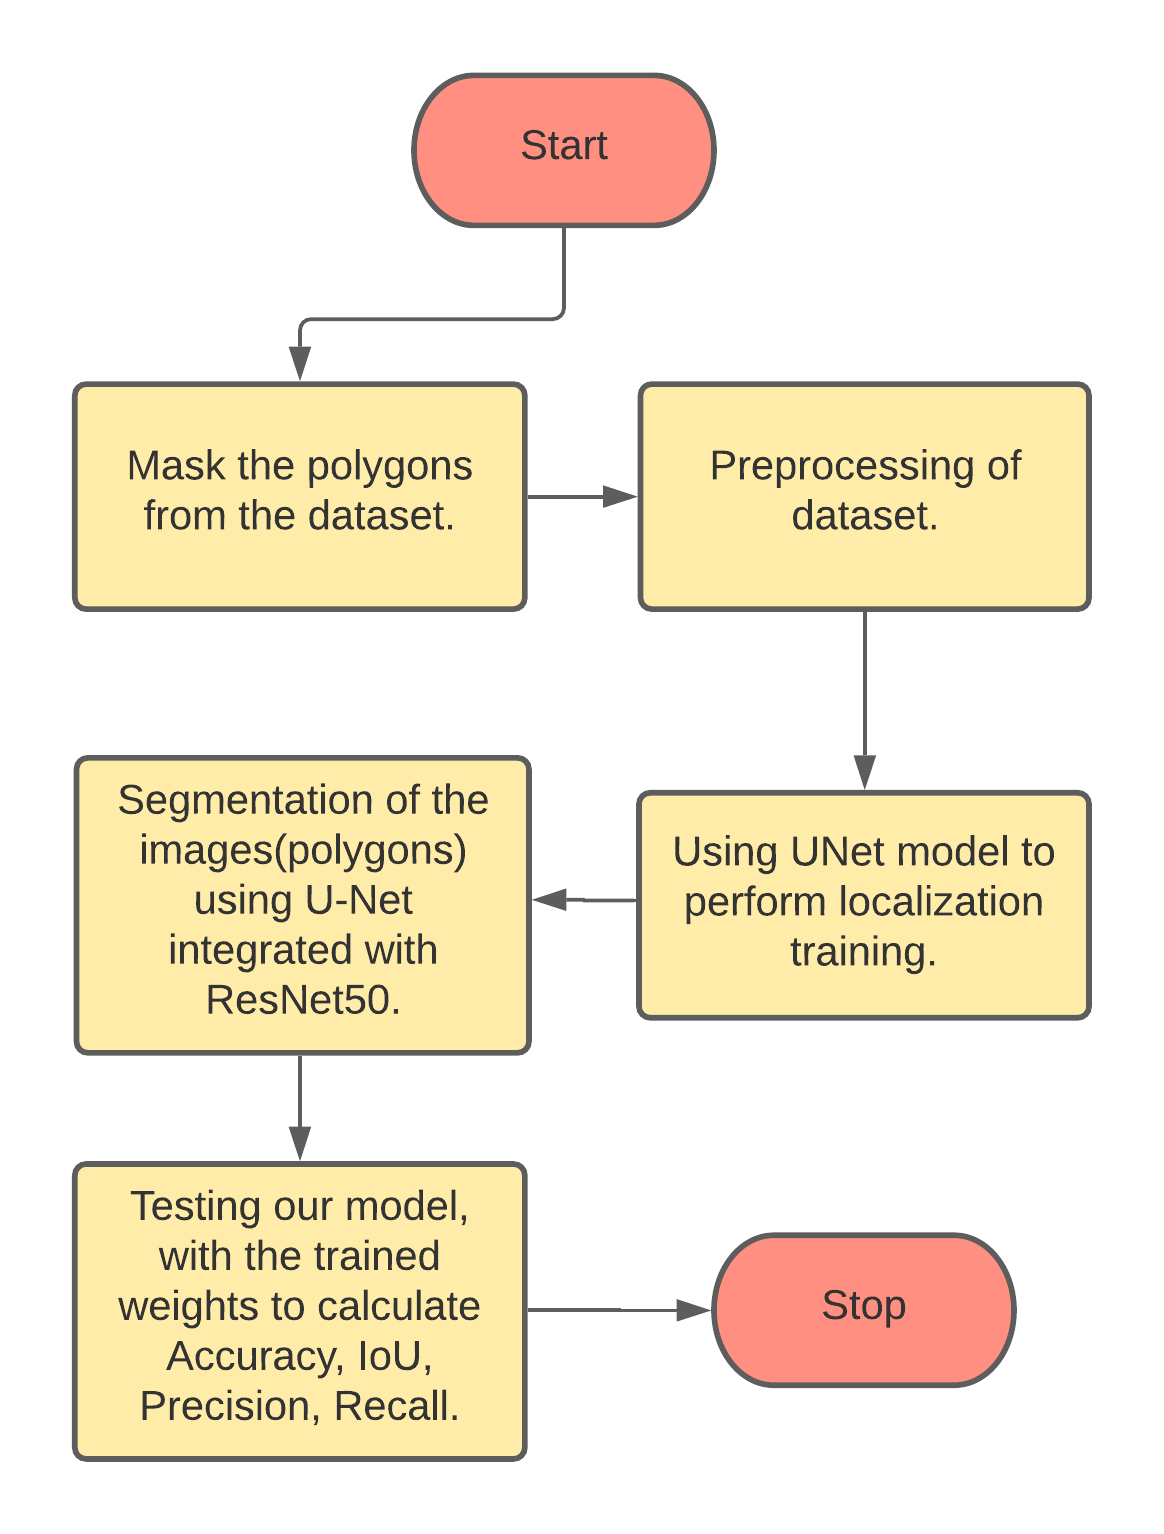 Start
Mask the polygons
from the dataset.
Preprocessing of
dataset.
Using UNet model to
perform localization
training.
Segmentation of the
images(polygons)
using U-Net
integrated with
ResNet50.
Testing our model,
with the trained
weights to calculate
Accuracy, IoU,
Precision, Recall.
Stop